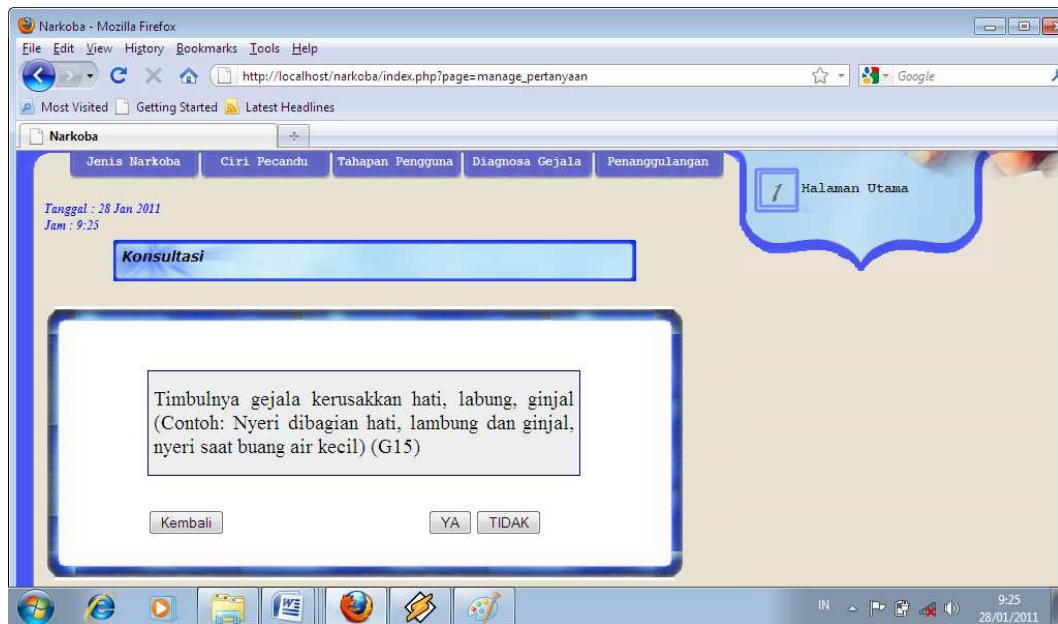 Narkoba - Mozilla Firefox
File Edit View History Bookmarks Tools Help
http://localhost/narkoba/index.php?page=manage_pertanyaan
Google
Most Visited Getting Started Latest Headlines
Narkoba
Jenis Narkoba Ciri Pecandu Tahapan Pengguna Diagnosa Gejala Penanggulangan
1 Halaman Utama
Tanggal : 28 Jan 2011
Jam : 9:25
Konsultasi
Timbulnya gejala kerusakkan hati, labung, ginjal
(Contoh: Nyeri dibagian hati, lambung dan ginjal,
nyeri saat buang air kecil) (G15)
Kembali YA TIDAK
IN 9:25
28/01/2011